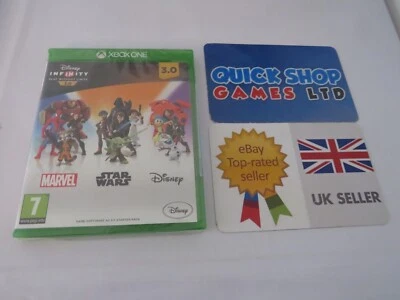 XBOX ONE
Disney
INFINITY
3.0
MARVEL
STAR
WARS
Disney
7
Disney
QUICK SHOP
GAMES LTD
eBay
Top-rated
seller
UK SELLER